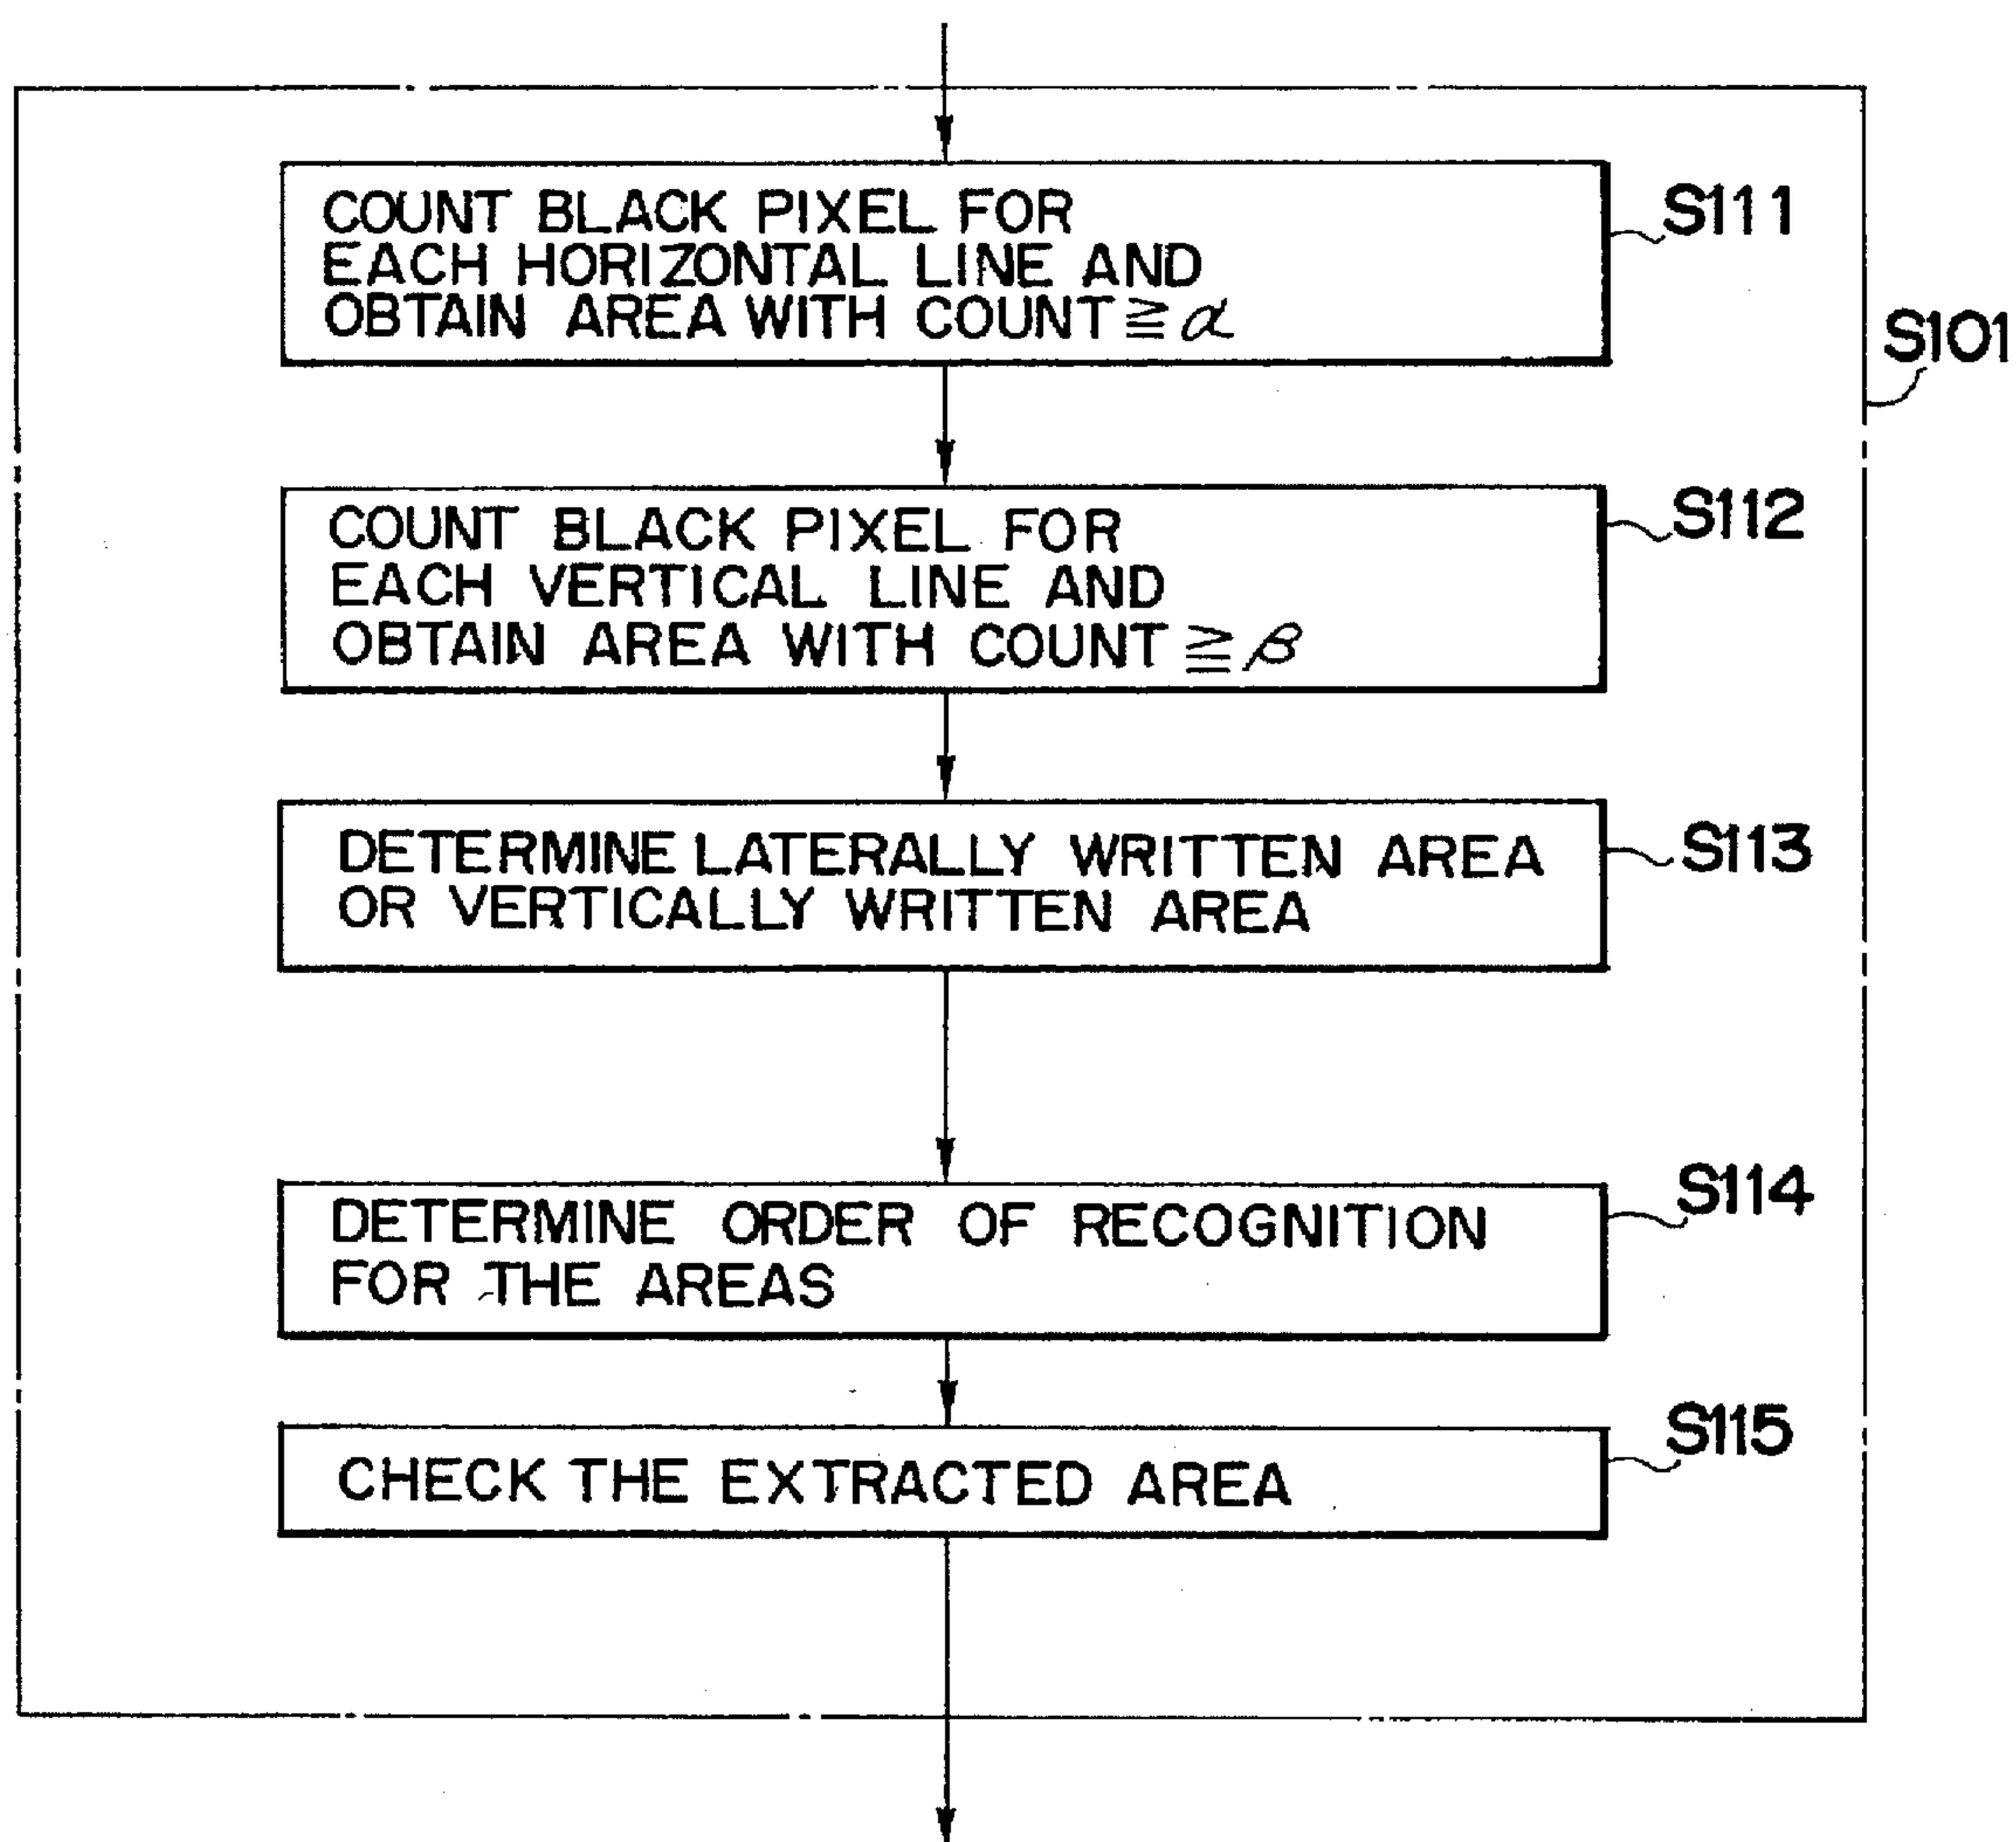 COUNT BLACK PIXEL FOR
EACH HORIZONTAL LINE AND
OBTAIN AREA WITH COUNT ≧ α
S111
S101
COUNT BLACK PIXEL FOR
EACH VERTICAL LINE AND
OBTAIN AREA WITH COUNT ≧ β
S112
DETERMINE LATERALLY WRITTEN AREA
OR VERTICALLY WRITTEN AREA
S113
DETERMINE ORDER OF RECOGNITION
FOR THE AREAS
S114
CHECK THE EXTRACTED AREA
S115